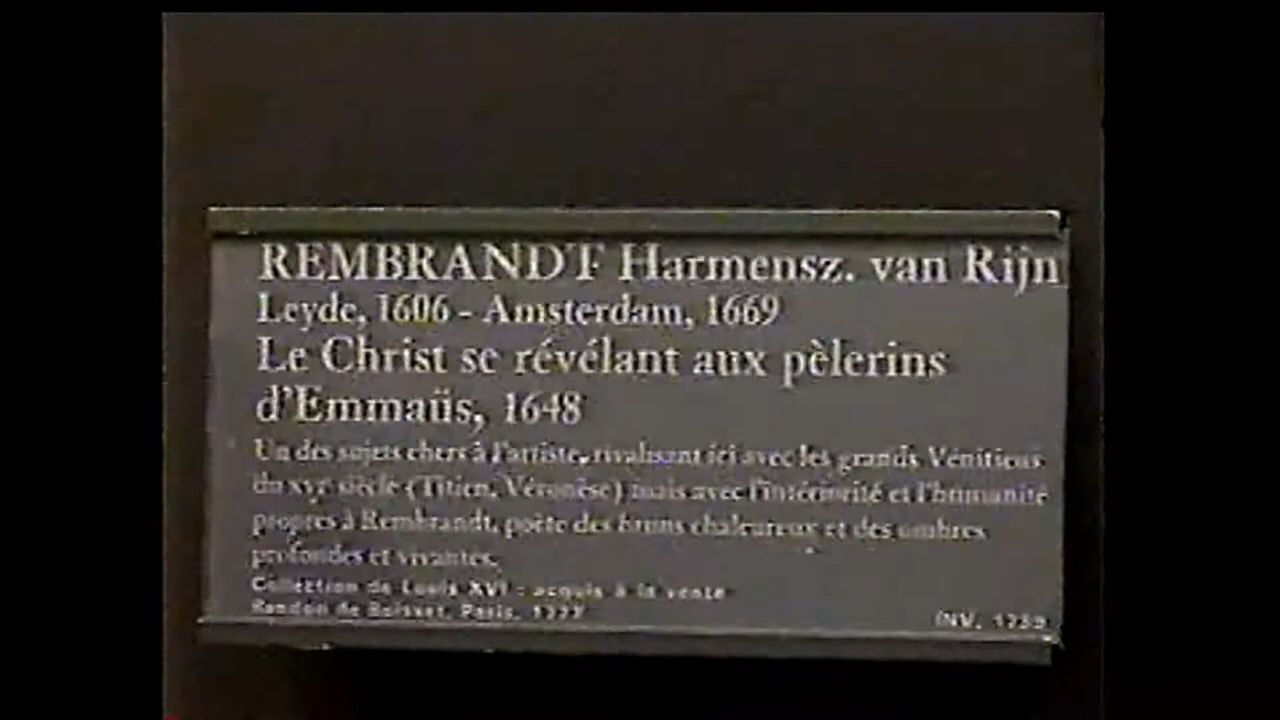 REMBRANDT Harmensz. van Rijn
Leyde, 1606 - Amsterdam, 1669
Le Christ se révélant aux pèlerins
d'Emmaüs, 1648
Un des sujets chers à l'artiste, rivalisant ici avec les grands Vénitiens
du XVIe siècle (Titien, Véronèse) mais avec l'intériorité et l'humanité
propres à Rembrandt, poète des bruns chaleureux et des ombres
profondes et vivantes.
Collection de Louis XVI : acquis à la vente
Randon de Boisset, Paris, 1777
INV. 1739